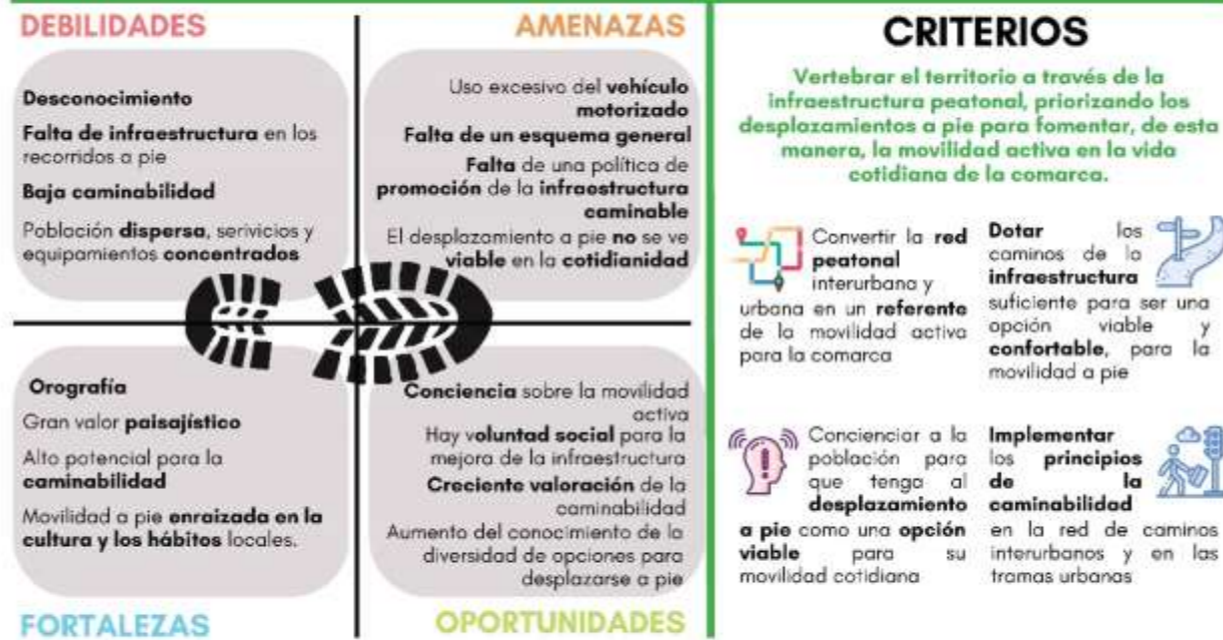 DEBILIDADES
Desconocimiento
Falta de infraestructura en los
recorridos a pie
Baja caminabilidad
Población dispersa, serivicios y
equipamientos concentrados
AMENAZAS
Uso excesivo del vehículo
motorizado
Falta de un esquema general
Falta de una política de
promoción de la infraestructura
caminable
El desplazamiento a pie no se ve
viable en la cotidianidad
Orografía
Gran valor paisajístico
Alto potencial para la
caminabilidad
Movilidad a pie enraizada en la
cultura y los hábitos locales.
FORTALEZAS
Conciencia sobre la movilidad
activa
Hay voluntad social para la
mejora de la infraestructura
Creciente valoración de la
caminabilidad
Aumento del conocimiento de la
diversidad de opciones para
desplazarse a pie
OPORTUNIDADES
CRITERIOS
Vertebrar el territorio a través de la
infraestructura peatonal, priorizando los
desplazamientos a pie para fomentar, de esta
manera, la movilidad activa en la vida
cotidiana de la comarca.
Convertir la red
peatonal
interurbana y
urbana en un referente
de la movilidad activa
para la comarca
Dotar los
caminos de la
infraestructura
suficiente para ser una
opción viable y
confortable, para la
movilidad a pie
Concienciar a la
población para
que tenga al
desplazamiento
a pie como una opción
viable para su
movilidad cotidiana
Implementar
los principios
de la
caminabilidad
en la red de caminos
interurbanos y en las
tramas urbanas